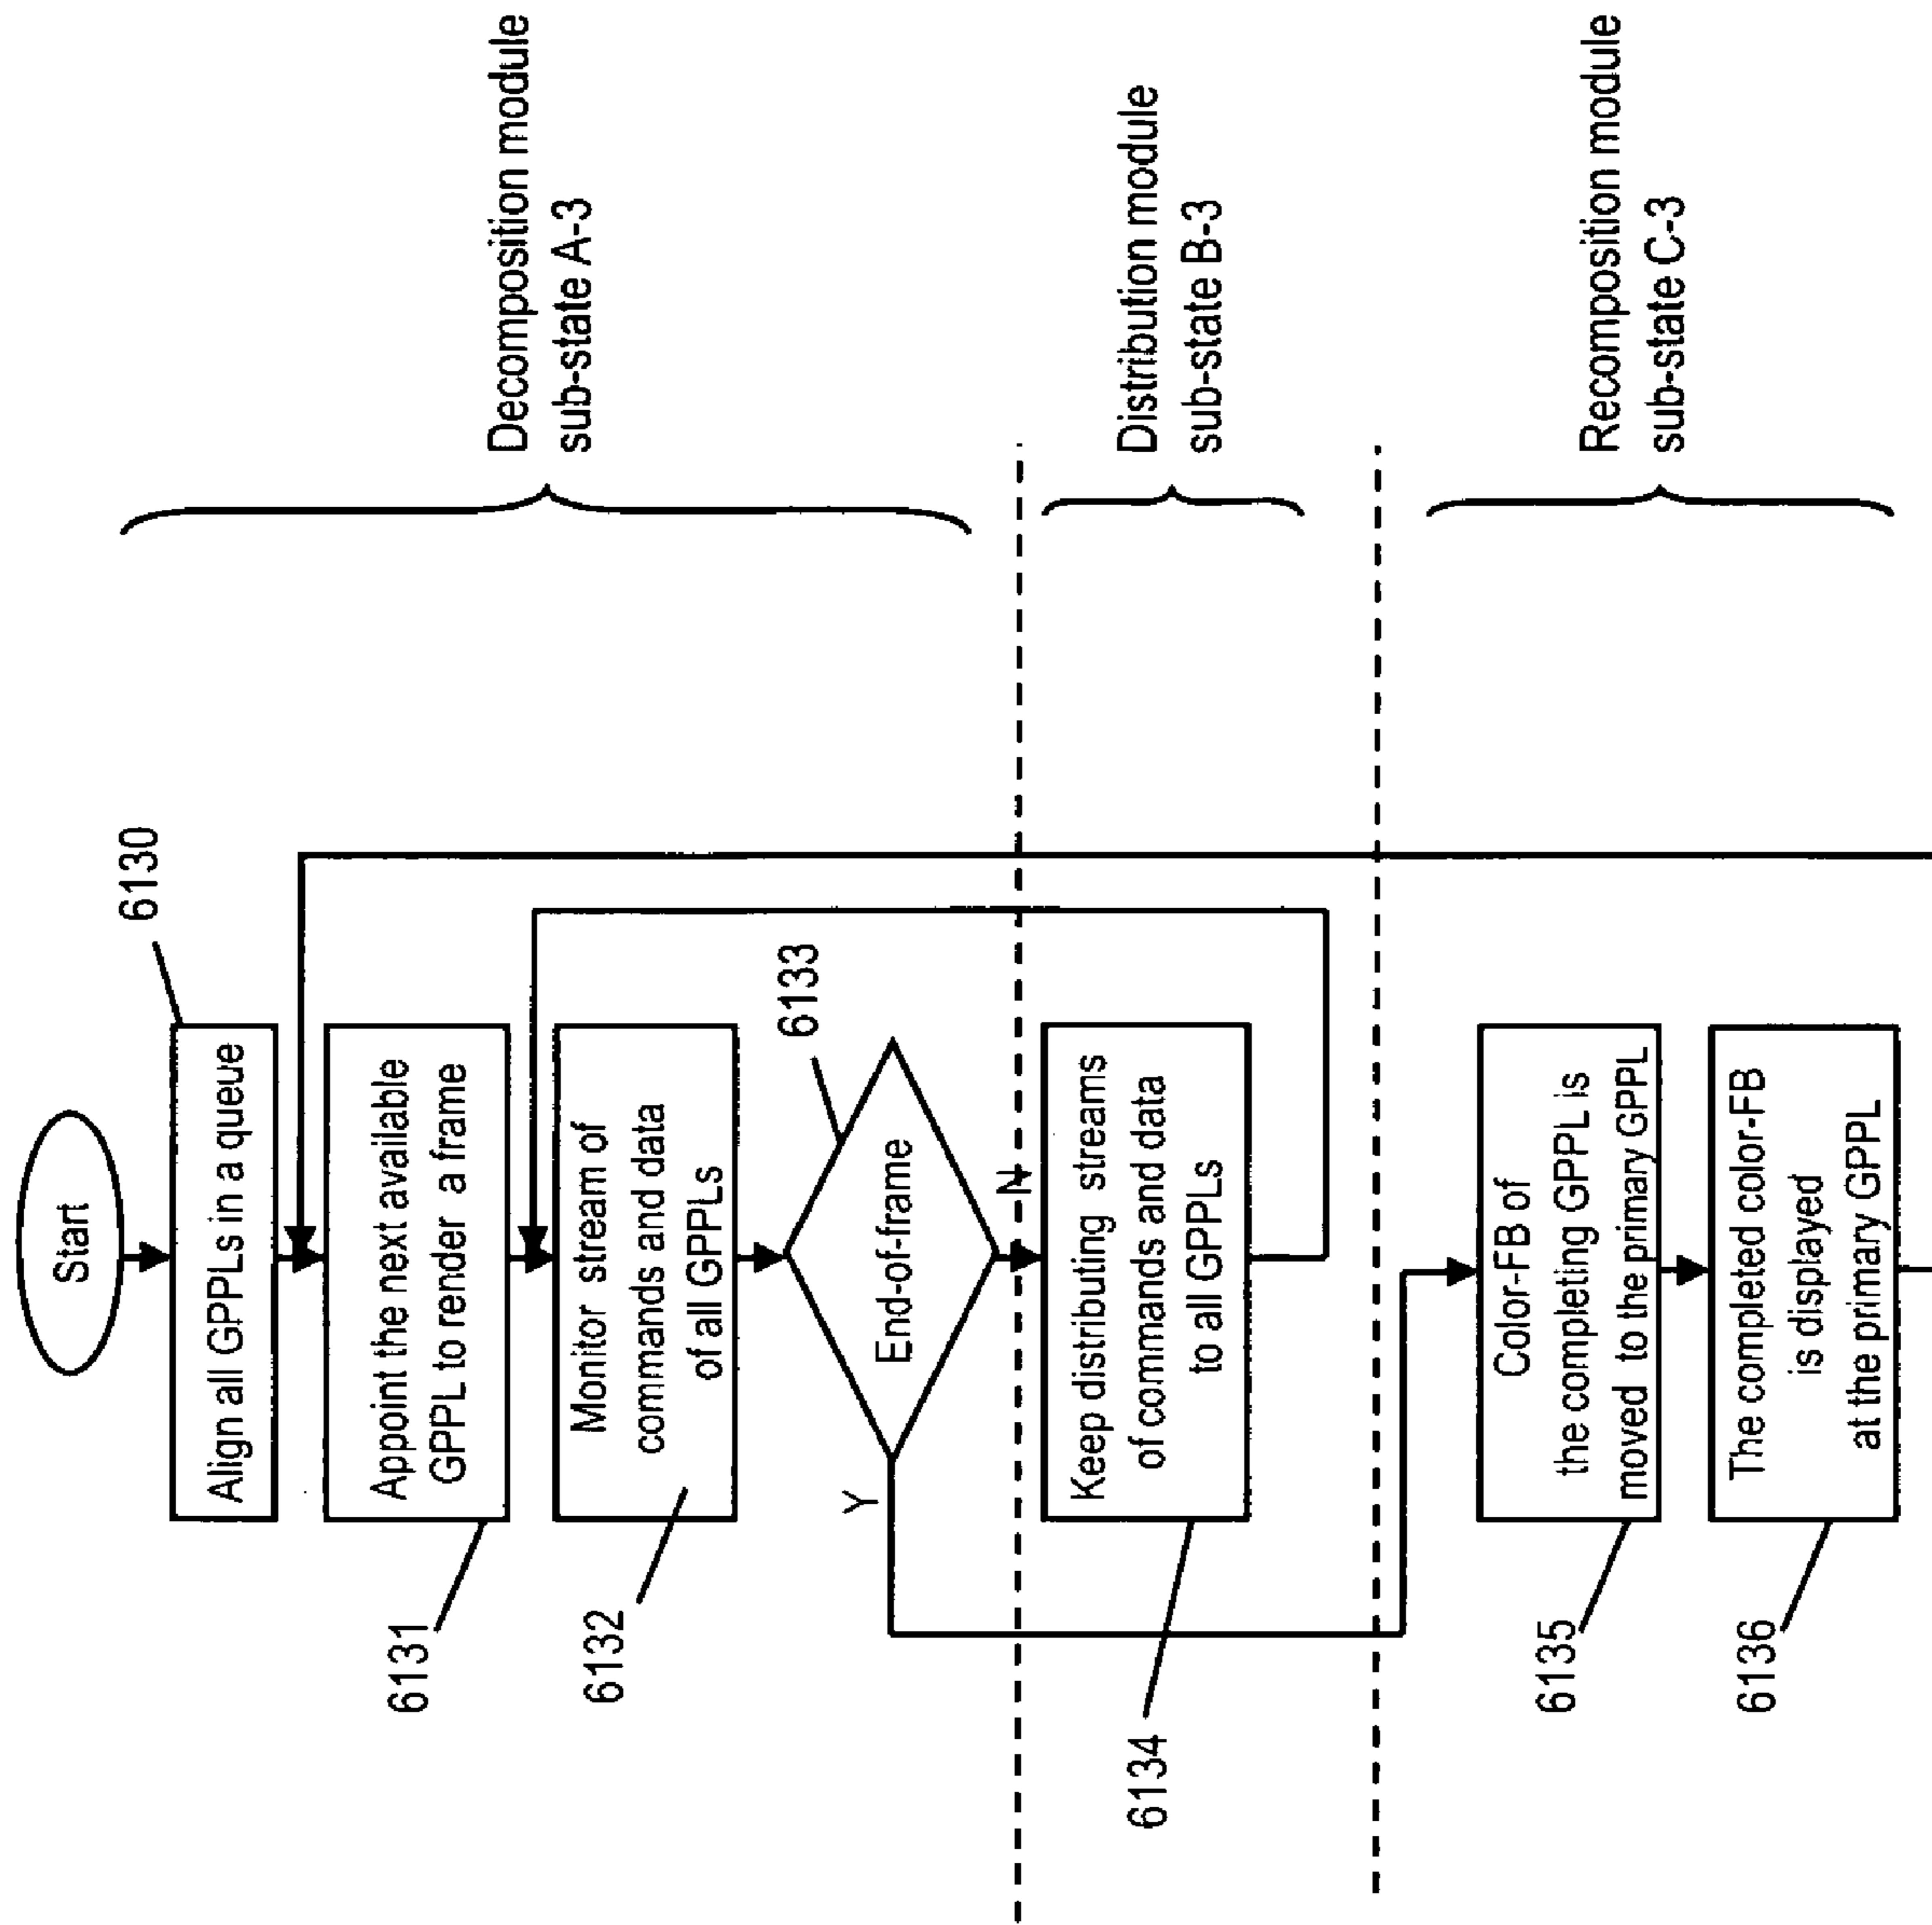 Start
6130
Align all GPPLs in a queue
Appoint the next available
GPPL to render a frame
6131
Monitor stream of
commands and data
of all GPPLs
6132
6133
End-of-frame
Y
N
Decomposition module
sub-state A-3
Keep distributing streams
of commands and data
to all GPPLs
6134
Distribution module
sub-state B-3
Color-FB of
the completing GPPL is
moved to the primary GPPL
6135
The completed color-FB
is displayed
at the primary GPPL
6136
Recomposition module
sub-state C-3